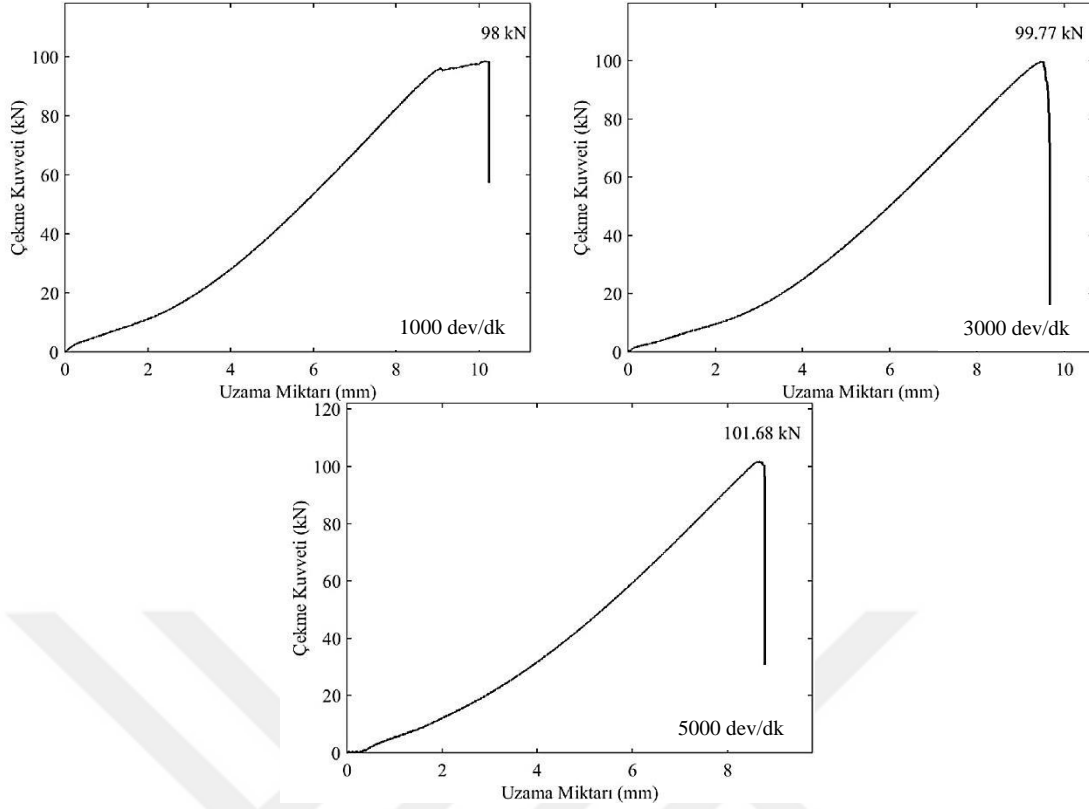 98 kN
100
80
60
40
20
0
Çekme Kuvveti (kN)
1000 dev/dk
0 2 4 6 8 10
Uzama Miktarı (mm)
99.77 kN
100
80
60
40
20
0
Çekme Kuvveti (kN)
3000 dev/dk
0 2 4 6 8 10
Uzama Miktarı (mm)
101.68 kN
120
100
80
60
40
20
0
Çekme Kuvveti (kN)
5000 dev/dk
0 2 4 6 8
Uzama Miktarı (mm)